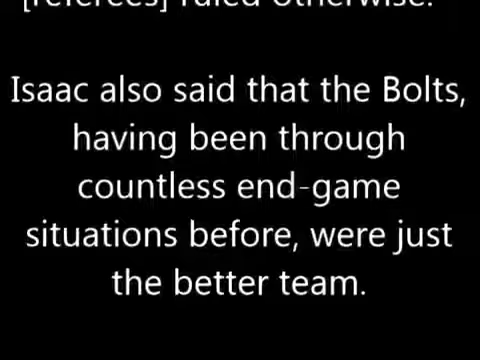 [referees] ruled otherwise.
Isaac also said that the Bolts,
having been through
countless end-game
situations before, were just
the better team.